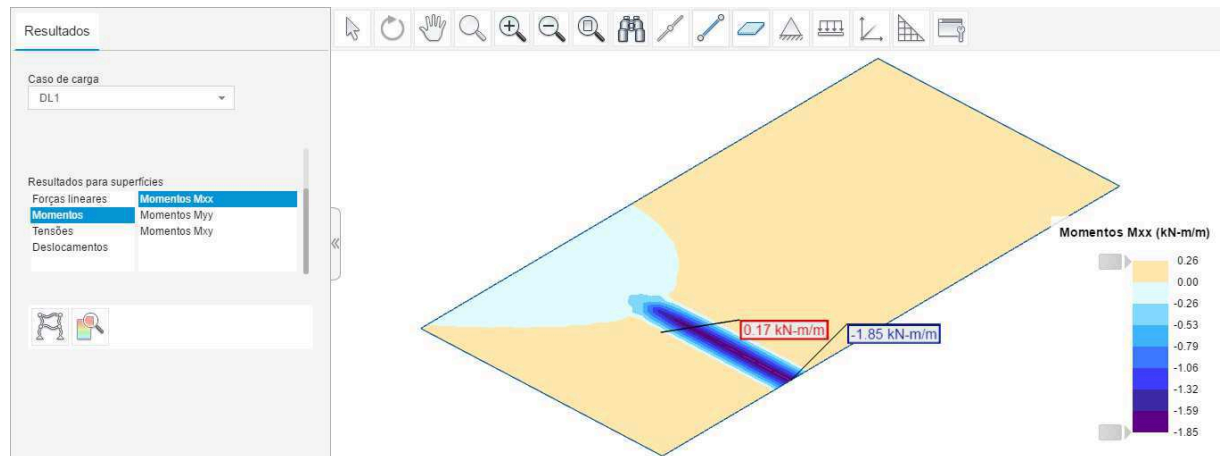 Resultados
Caso de carga
DL1
Resultados para superfícies
Forças lineares
Momentos
Tensões
Deslocamentos
Momentos Mxx
Momentos Myy
Momentos Mxy
0.17 kN-m/m
-1.85 kN-m/m
Momentos Mxx (kN-m/m)
0.26
0.00
-0.26
-0.53
-0.79
-1.06
-1.32
-1.59
-1.85